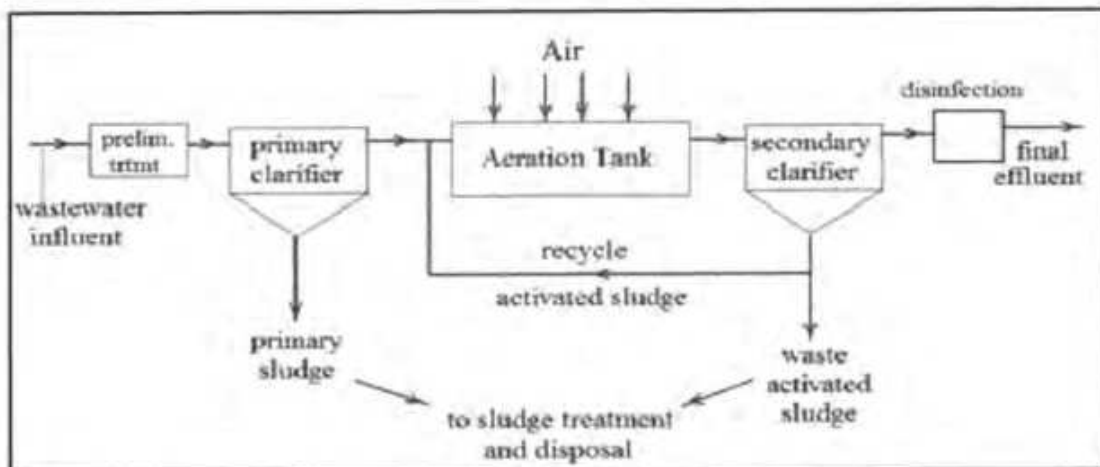 Air
disinfection
prelim.
trtmt
primary
clarifier
Aeration Tank
secondary
clarifier
final
effluent
wastewater
influent
recycle
activated sludge
primary
sludge
waste
activated
sludge
to sludge treatment
and disposal